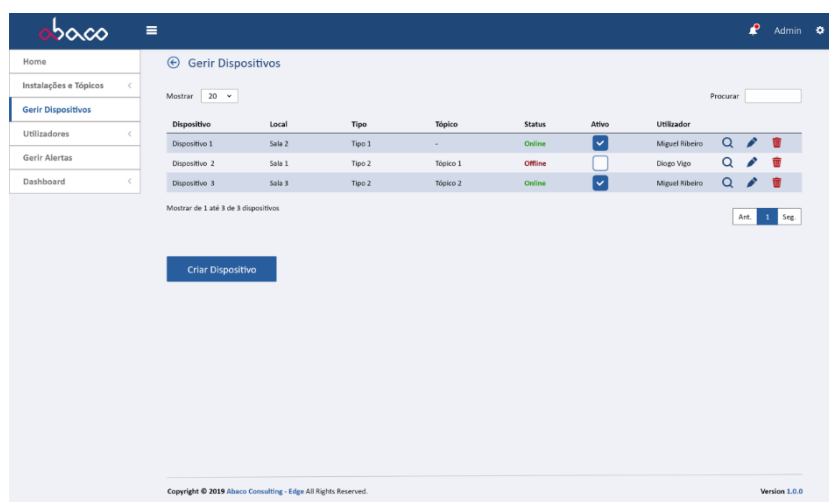 abaco
Admin
Home
Instalações e Tópicos
Gerir Dispositivos
Utilizadores
Gerir Alertas
Dashboard
Gerir Dispositivos
Mostrar 20
Procurar
Dispositivo Local Tipo Tópico Status Ativo Utilizador
Dispositivo 1 Sala 2 Tipo 1 - Online Miguel Ribeiro
Dispositivo 2 Sala 1 Tipo 2 Tópico 1 Offline Diogo Vigo
Dispositivo 3 Sala 3 Tipo 2 Tópico 2 Online Miguel Ribeiro
Mostrar de 1 até 3 de 3 dispositivos
Ant. 1 Seg.
Criar Dispositivo
Copyright © 2019 Abaco Consulting - Edge All Rights Reserved.
Version 1.0.0